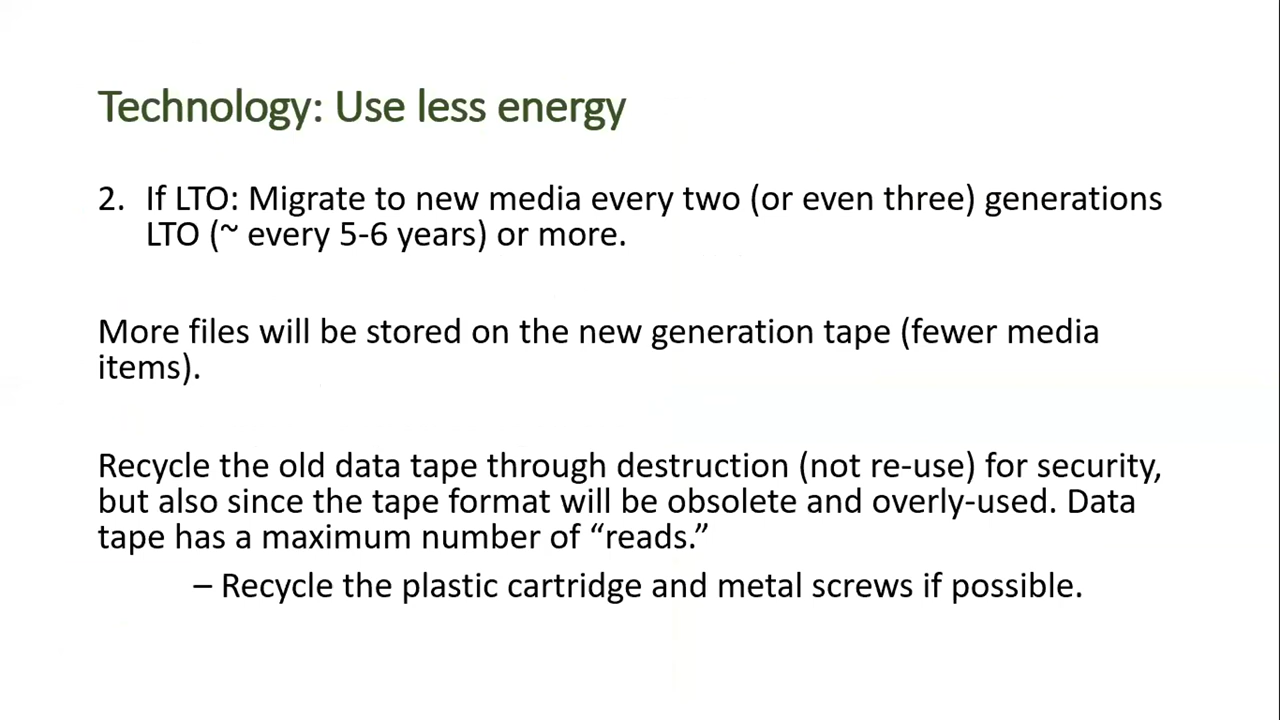 Technology: Use less energy
2. If LTO: Migrate to new media every two (or even three) generations
LTO (~ every 5-6 years) or more.
More files will be stored on the new generation tape (fewer media
items).
Recycle the old data tape through destruction (not re-use) for security,
but also since the tape format will be obsolete and overly-used. Data
tape has a maximum number of “reads.”
– Recycle the plastic cartridge and metal screws if possible.